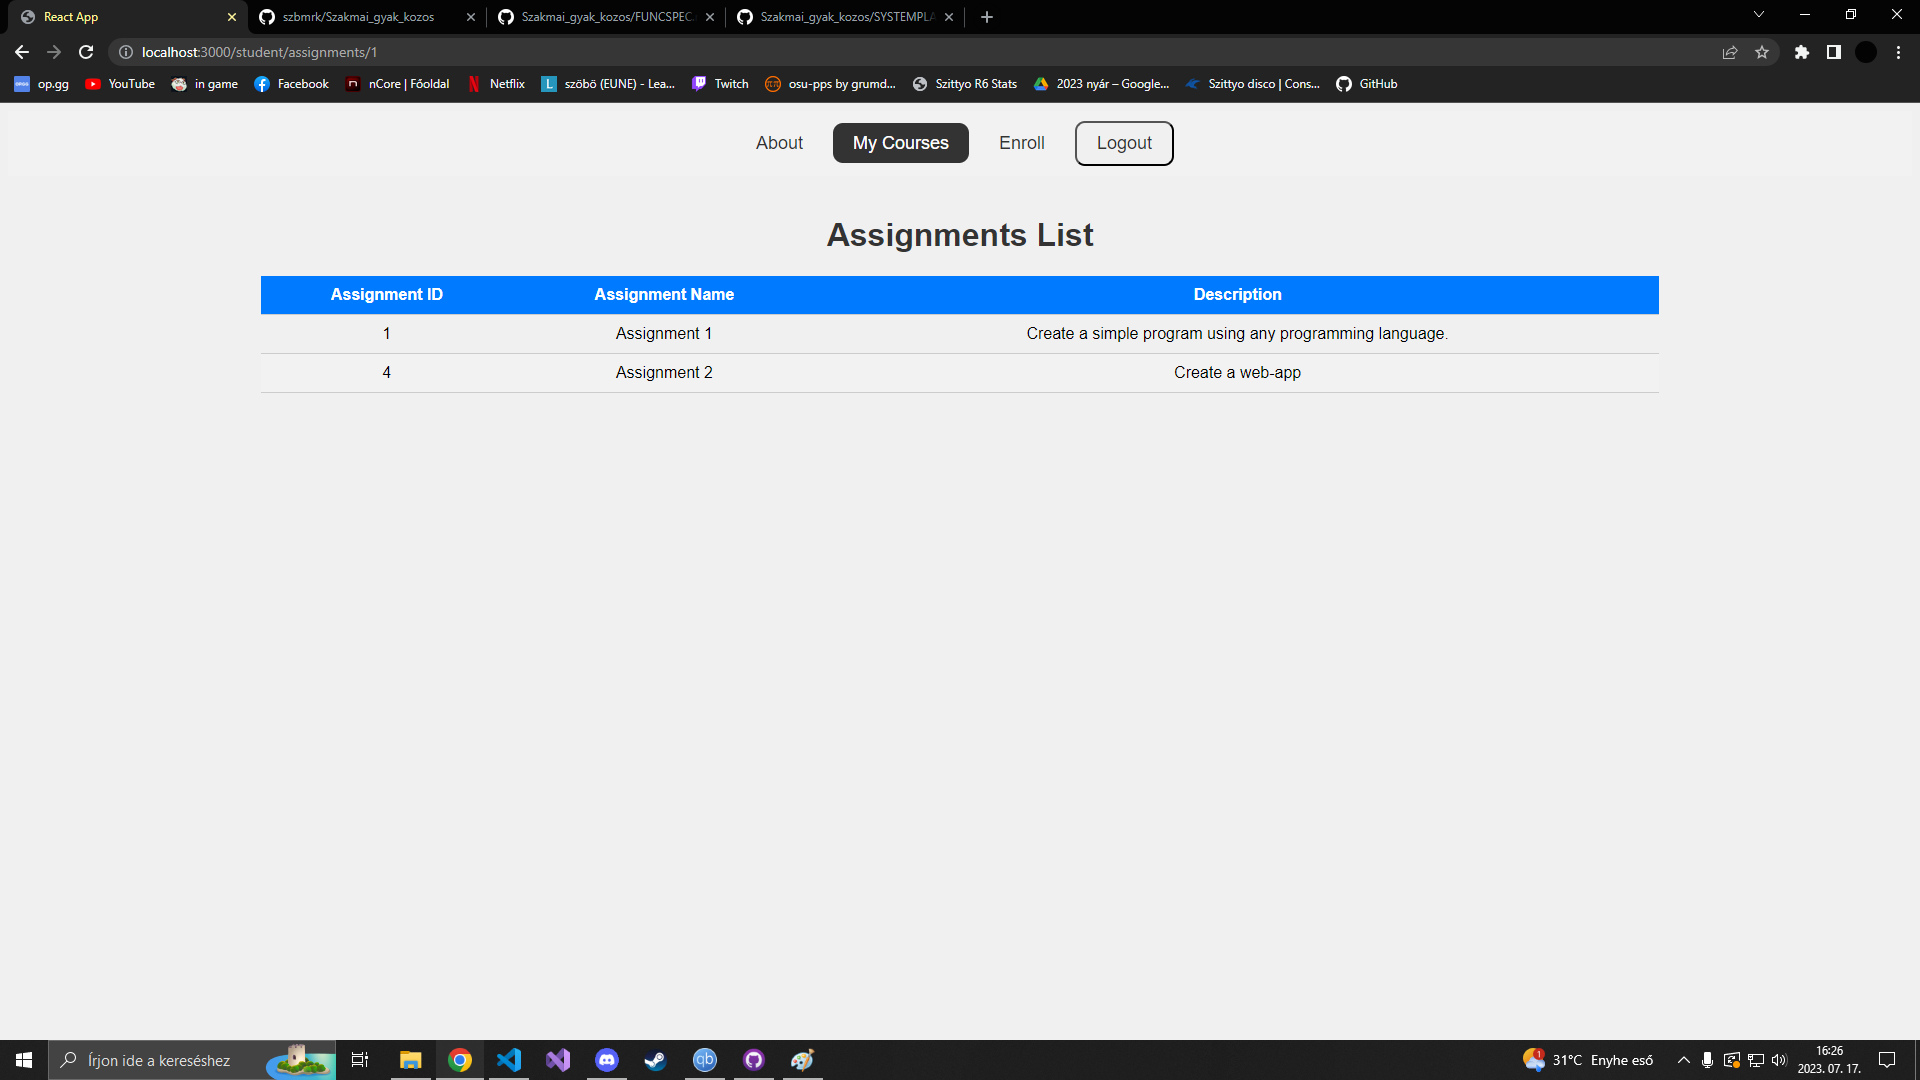 React App
szbmrk/Szakmai_gyak_kozos
Szakmai_gyak_kozos/FUNCSPEC.
Szakmai_gyak_kozos/SYSTEMPLA
localhost:3000/student/assignments/1
op.gg
YouTube
in game
Facebook
nCore | Főoldal
Netflix
szöbö (EUNE) - Lea...
Twitch
osu-pps by grumd...
Szittyo R6 Stats
2023 nyár – Google...
Szittyo disco | Cons...
GitHub
About
My Courses
Enroll
Logout
Assignments List
Assignment ID Assignment Name Description
1 Assignment 1 Create a simple program using any programming language.
4 Assignment 2 Create a web-app
Írjon ide a kereséshez
qb
1
31°C Enyhe eső
16:26
2023. 07. 17.